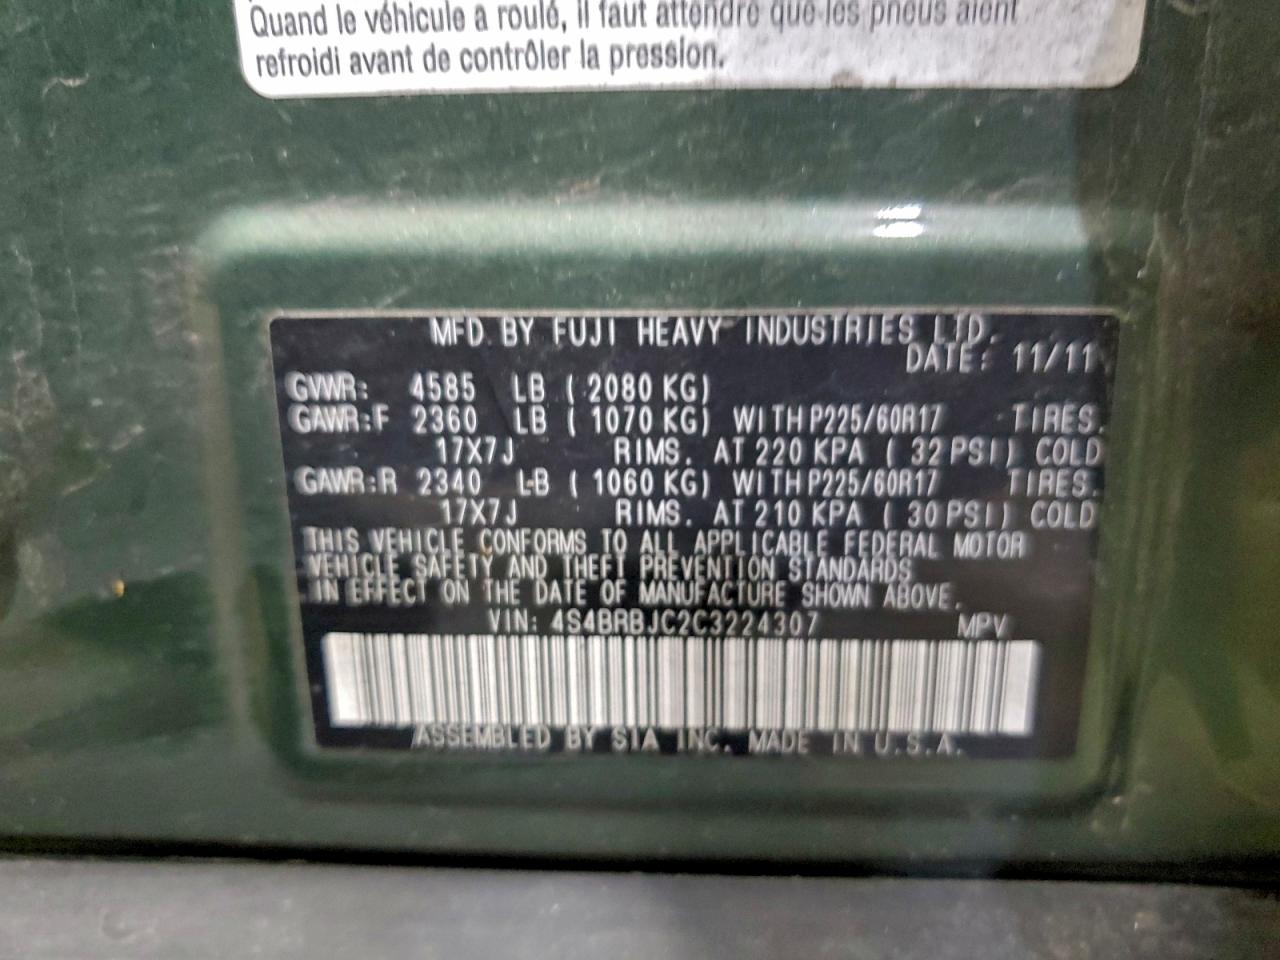 Quand le véhicule a roulé, il faut attendre que les pneus aient
refroidi avant de contrôler la pression.
MFD. BY FUJI HEAVY INDUSTRIES LTD.
DATE: 11/11
GVWR: 4585 LB ( 2080 KG)
GAWR:F 2360 LB ( 1070 KG) WITH P225/60R17 TIRES.
17X7J RIMS. AT 220 KPA ( 32 PSI) COLD
GAWR:R 2340 LB ( 1060 KG) WITH P225/60R17 TIRES.
17X7J RIMS. AT 210 KPA ( 30 PSI) COLD
THIS VEHICLE CONFORMS TO ALL APPLICABLE FEDERAL MOTOR
VEHICLE SAFETY AND THEFT PREVENTION STANDARDS
IN EFFECT ON THE DATE OF MANUFACTURE SHOWN ABOVE.
VIN: 4S4BRBJC2C3224307 MPV
ASSEMBLED BY SIA INC. MADE IN U.S.A.